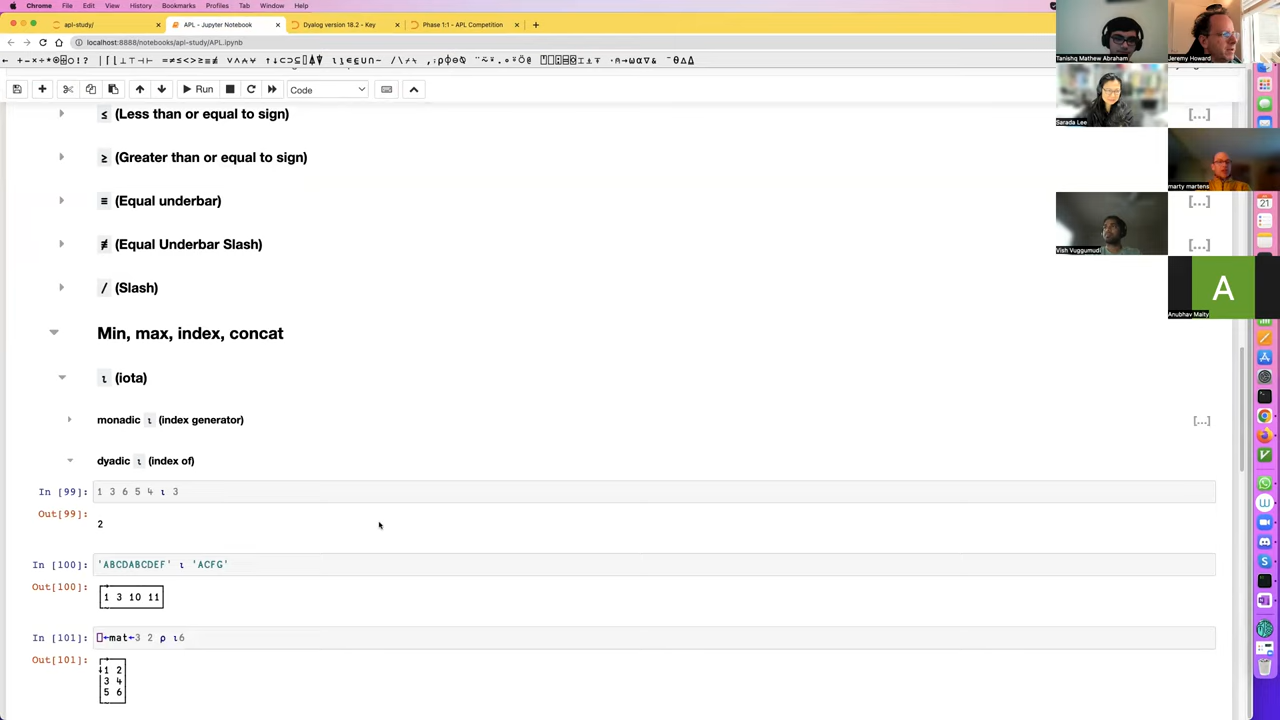 Chrome File Edit View History Bookmarks Profiles Tab Window Help
apl-study/ APL - Jupyter Notebook Dyalog version 18.2 - Key Phase 1:1 - APL Competition
localhost:8888/notebooks/apl-study/APL.ipynb
Run Code
≤ (Less than or equal to sign) [...]
≥ (Greater than or equal to sign)
≡ (Equal underbar) [...]
≢ (Equal Underbar Slash) [...]
/ (Slash)
Min, max, index, concat
⍳ (iota)
monadic ⍳ (index generator) [...]
dyadic ⍳ (index of)
In [99]: 1 3 6 5 4 ⍳ 3
Out[99]:
2
In [100]: 'ABCDABCDEF' ⍳ 'ACFG'
Out[100]:
1 3 10 11
In [101]: ⎕←mat←3 2 ⍴ ⍳6
Out[101]:
1 2
3 4
5 6
Tanishq Mathew Abraham Jeremy Howard
Sarada Lee
marty martens
Vish Vuggumudi
A
Anubhav Maity
21